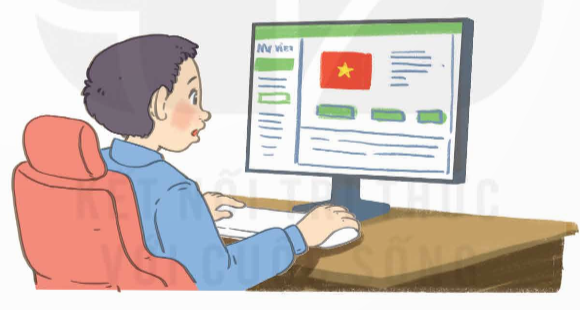 KẾT NỐI TRI THỨC
VỚI CUỘC SỐNG